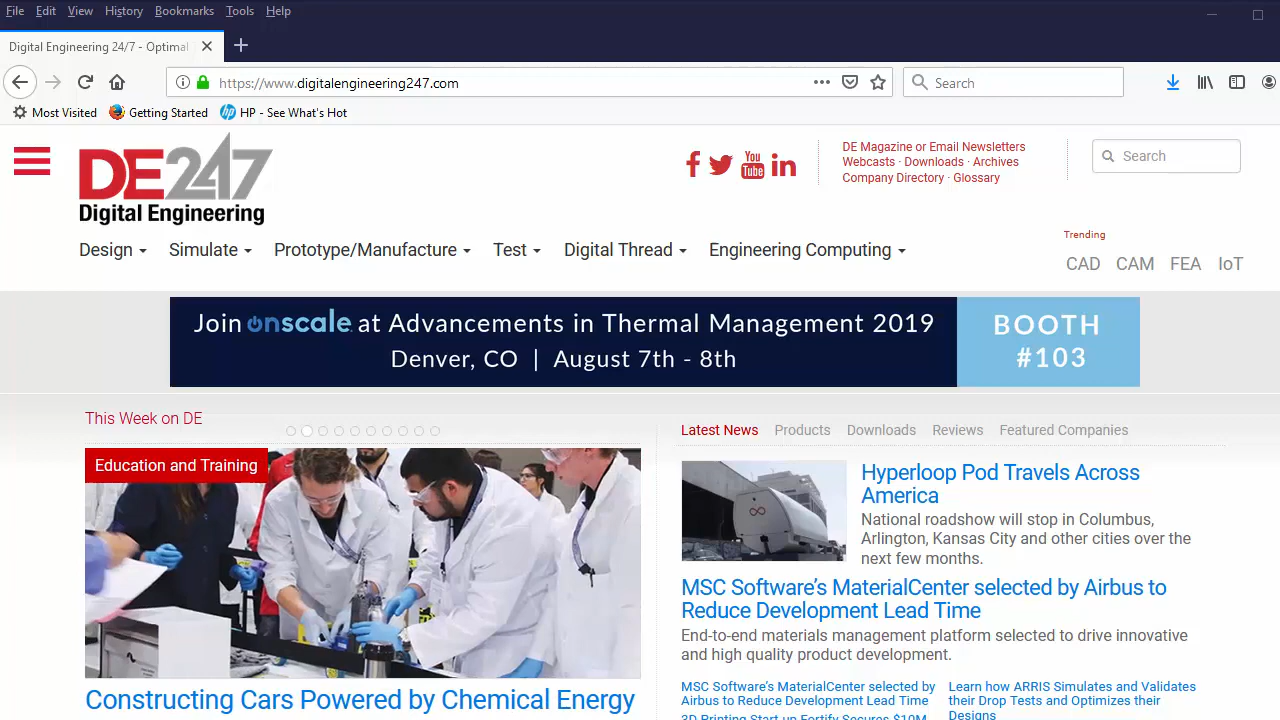 File Edit View History Bookmarks Tools Help
Digital Engineering 24/7 - Optimal
https://www.digitalengineering247.com
Search
Most Visited Getting Started HP - See What's Hot
DE247
Digital Engineering
You
Tube
DE Magazine or Email Newsletters
Webcasts · Downloads · Archives
Company Directory · Glossary
Search
Design Simulate Prototype/Manufacture Test Digital Thread Engineering Computing
Trending
CAD CAM FEA IoT
Join onscale at Advancements in Thermal Management 2019
Denver, CO | August 7th - 8th
BOOTH
#103
This Week on DE
Education and Training
Constructing Cars Powered by Chemical Energy
Latest News Products Downloads Reviews Featured Companies
Hyperloop Pod Travels Across
America
National roadshow will stop in Columbus,
Arlington, Kansas City and other cities over the
next few months.
MSC Software’s MaterialCenter selected by Airbus to
Reduce Development Lead Time
End-to-end materials management platform selected to drive innovative
and high quality product development.
MSC Software’s MaterialCenter selected by
Airbus to Reduce Development Lead Time
3D Printing Start-up Fortify Secures $10M
Learn how ARRIS Simulates and Validates
their Drop Tests and Optimizes their
Designs